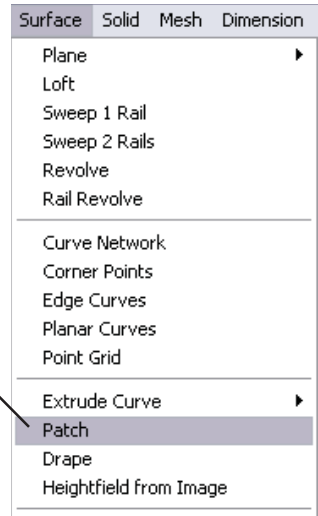 Surface Solid Mesh Dimension
Plane
Loft
Sweep 1 Rail
Sweep 2 Rails
Revolve
Rail Revolve
Curve Network
Corner Points
Edge Curves
Planar Curves
Point Grid
Extrude Curve
Patch
Drape
Heightfield from Image